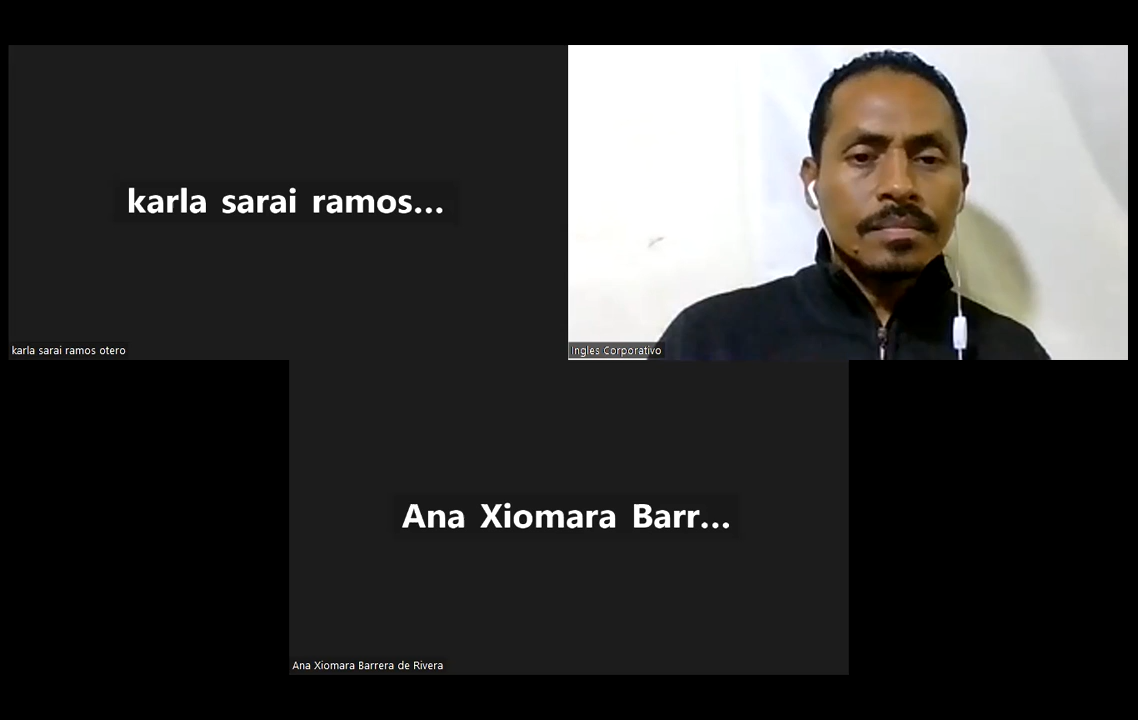 karla sarai ramos...
karla sarai ramos otero
Ingles Corporativo
Ana Xiomara Barr...
Ana Xiomara Barrera de Rivera